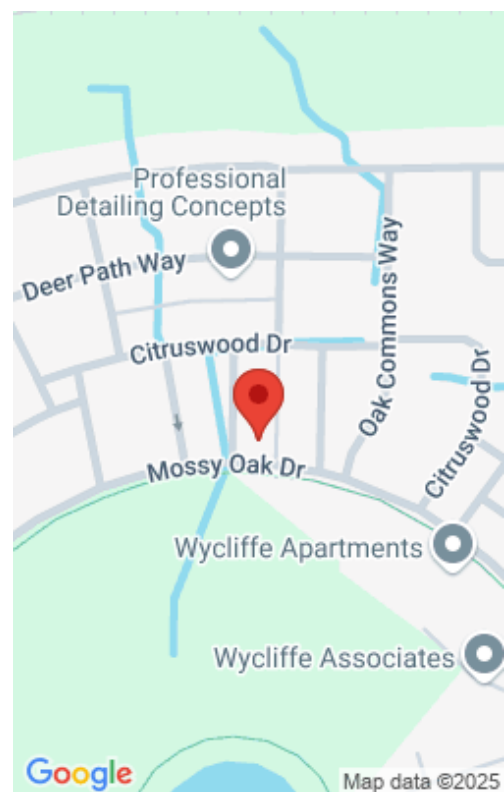 Professional
Detailing Concepts
Deer Path Way
Citruswood Dr
Oak Commons Way
Citruswood Dr
Mossy Oak Dr
Wycliffe Apartments
Wycliffe Associates
Google
Map data ©2025